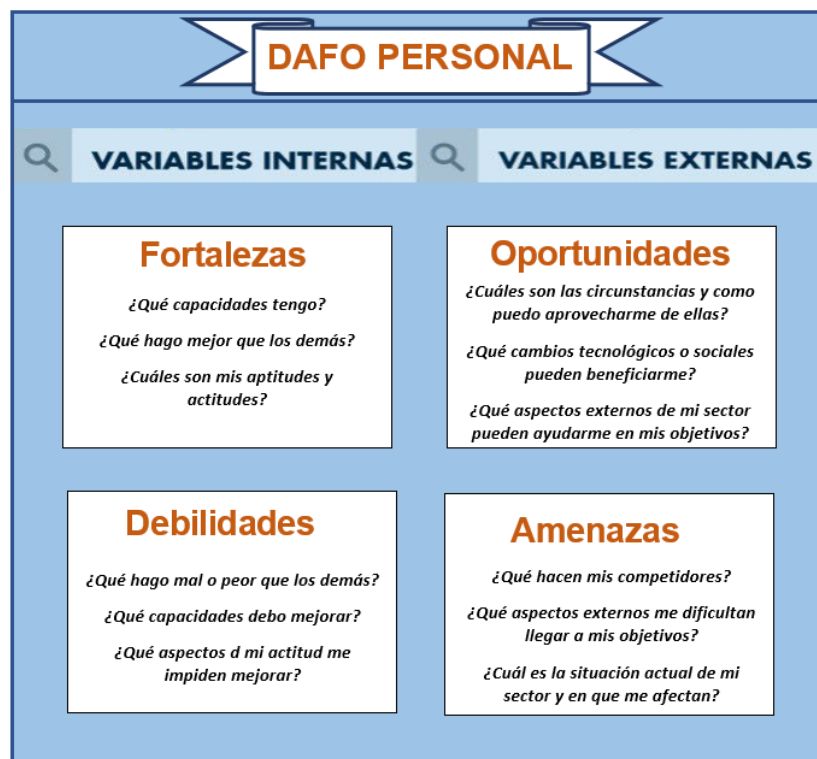 DAFO PERSONAL
VARIABLES INTERNAS
VARIABLES EXTERNAS
Fortalezas
¿Qué capacidades tengo?
¿Qué hago mejor que los demás?
¿Cuáles son mis aptitudes y
actitudes?
Oportunidades
¿Cuáles son las circunstancias y como
puedo aprovecharme de ellas?
¿Qué cambios tecnológicos o sociales
pueden beneficiarme?
¿Qué aspectos externos de mi sector
pueden ayudarme en mis objetivos?
Debilidades
¿Qué hago mal o peor que los demás?
¿Qué capacidades debo mejorar?
¿Qué aspectos d mi actitud me
impiden mejorar?
Amenazas
¿Qué hacen mis competidores?
¿Qué aspectos externos me dificultan
llegar a mis objetivos?
¿Cuál es la situación actual de mi
sector y en que me afectan?